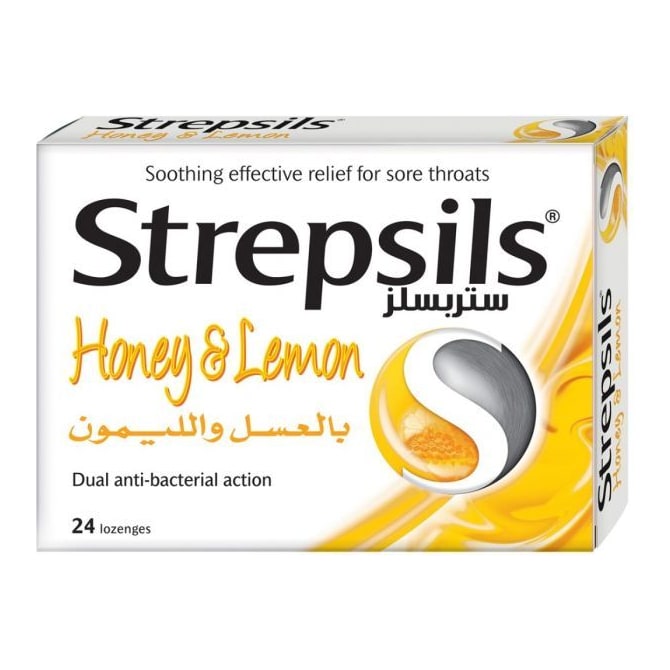 Strepsils®
Honey & Lemon
Soothing effective relief for sore throats
Strepsils®
ستربسلز
Honey & Lemon
بالعسل والليمون
Dual anti-bacterial action
24 lozenges
Strepsils
Honey & Lemon